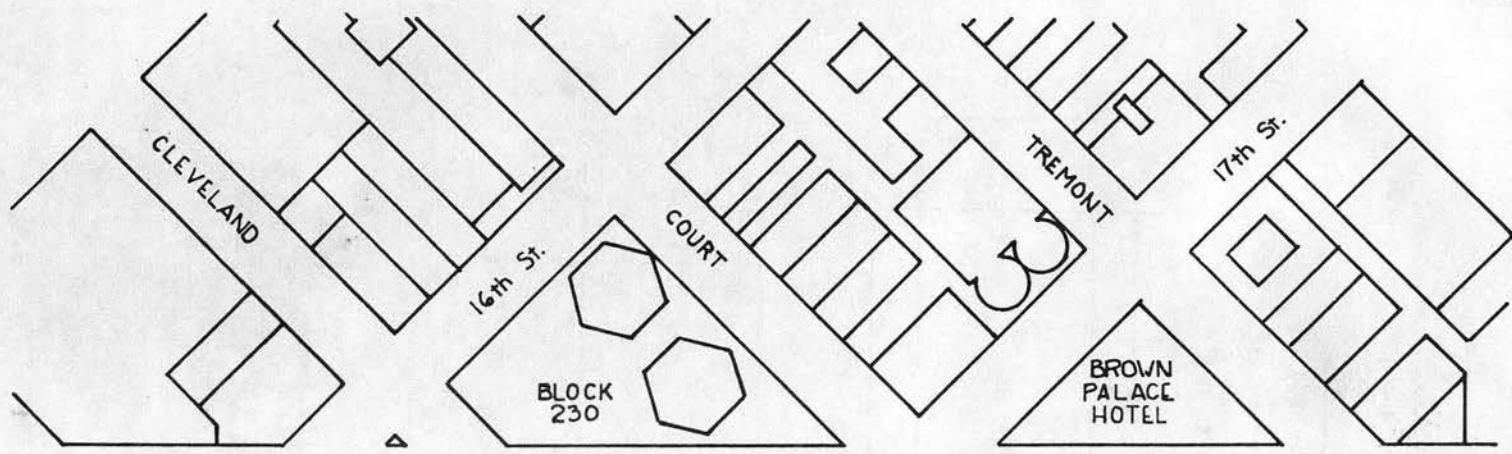 CLEVELAND
16th St.
COURT
TREMONT
17th St.
BLOCK
230
BROWN
PALACE
HOTEL